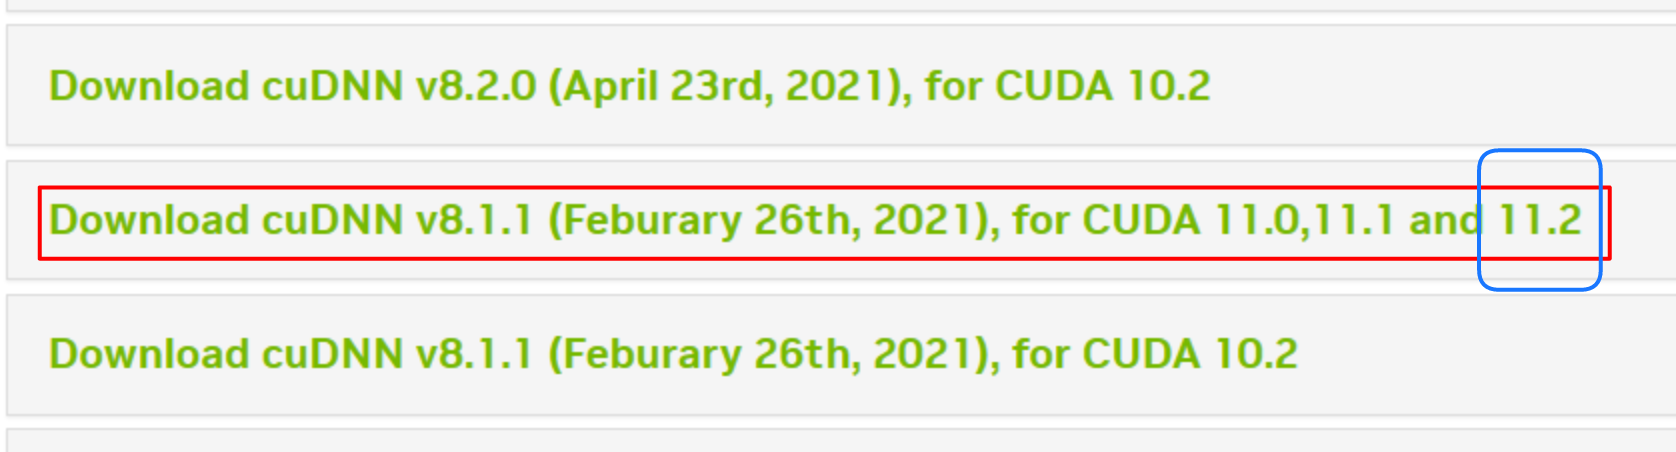 Download cuDNN v8.2.0 (April 23rd, 2021), for CUDA 10.2
Download cuDNN v8.1.1 (Feburary 26th, 2021), for CUDA 11.0,11.1 and 11.2
Download cuDNN v8.1.1 (Feburary 26th, 2021), for CUDA 10.2